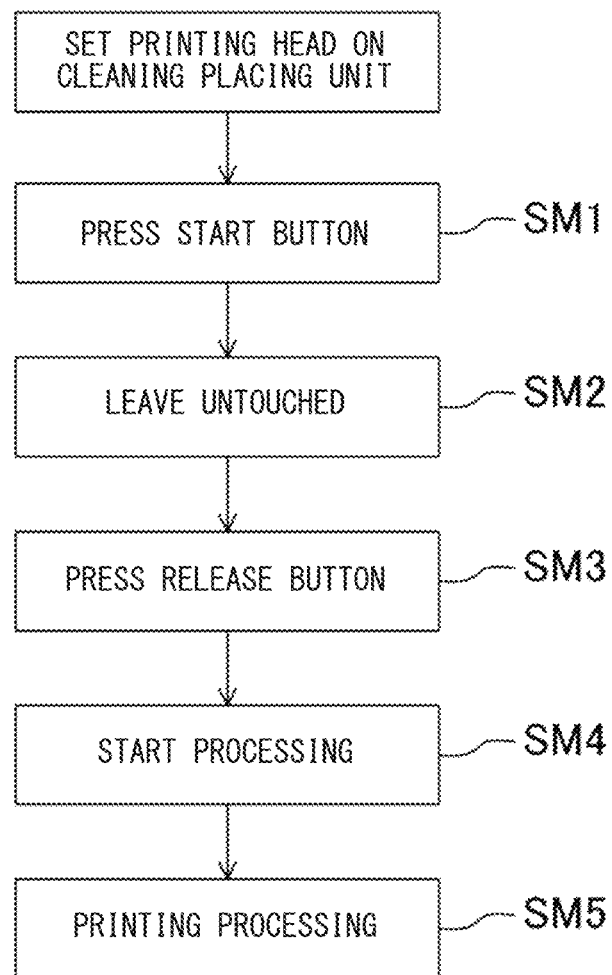 SET PRINTING HEAD ON
CLEANING PLACING UNIT
PRESS START BUTTON
SM1
LEAVE UNTOUCHED
SM2
PRESS RELEASE BUTTON
SM3
START PROCESSING
SM4
PRINTING PROCESSING
SM5